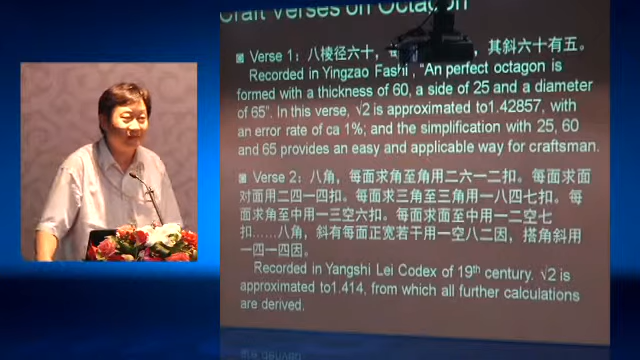 Craft Verses on Octagon
Verse 1: 八棱径六十, 其斜六十有五。
Recorded in Yingzao Fashi, "An perfect octagon is
formed with a thickness of 60, a side of 25 and a diameter
of 65". In this verse, √2 is approximated to1.42857, with
an error rate of ca 1%; and the simplification with 25, 60
and 65 provides an easy and applicable way for craftsman.
Verse 2: 八角，每面求角至角用二六一二扣。每面求面
对面用二四一四扣。每面求三角至三角用一八四七扣。每
面求角至中用一三空六扣。每面求面至中用一二空七
扣……八角，斜有每面正宽若干用一空八二因，搭角斜用
一四一四因。
Recorded in Yangshi Lei Codex of 19th century. √2 is
approximated to1.414, from which all further calculations
are derived.